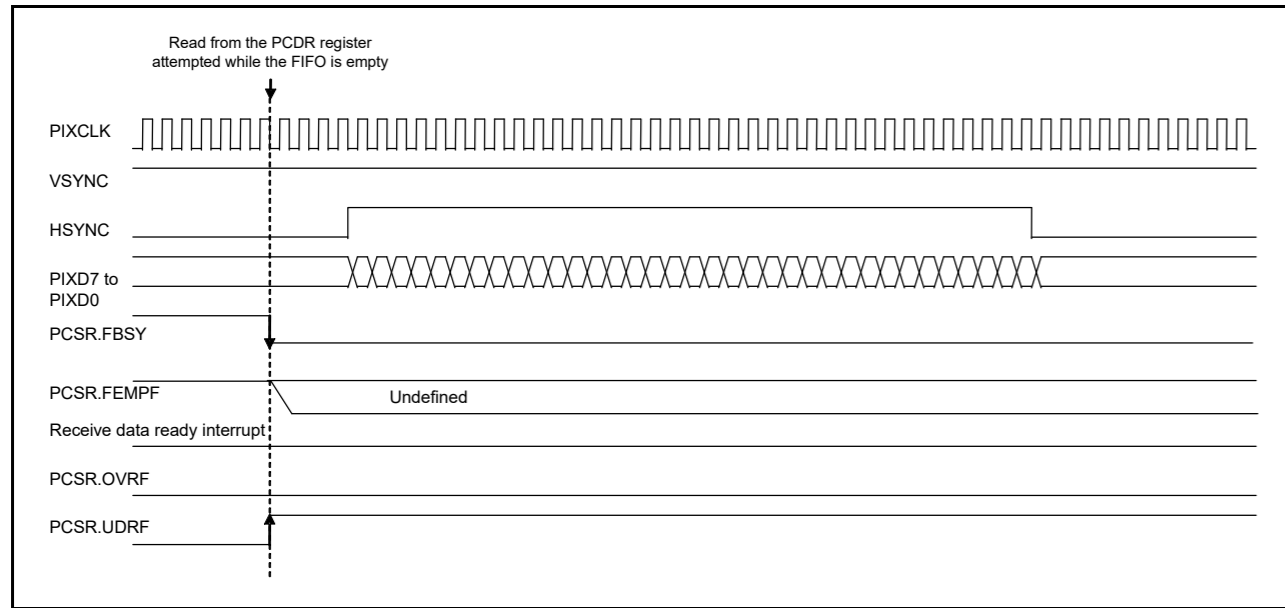 Read from the PCDR register
attempted while the FIFO is empty
PIXCLK
VSYNC
HSYNC
PIXD7 to
PIXD0
PCSR.FBSY
PCSR.FEMPF
Undefined
Receive data ready interrupt
PCSR.OVRF
PCSR.UDRF